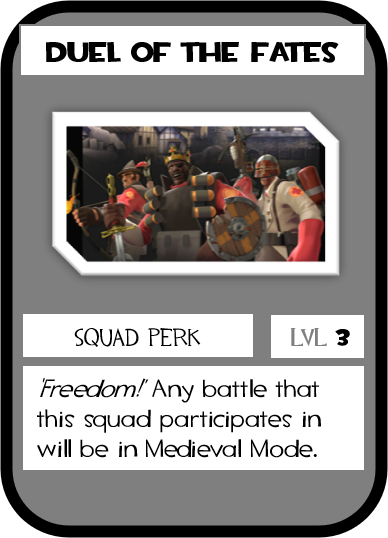 DUEL OF THE FATES
SQUAD PERK
LVL 3
'Freedom!' Any battle that
this squad participates in
will be in Medieval Mode.